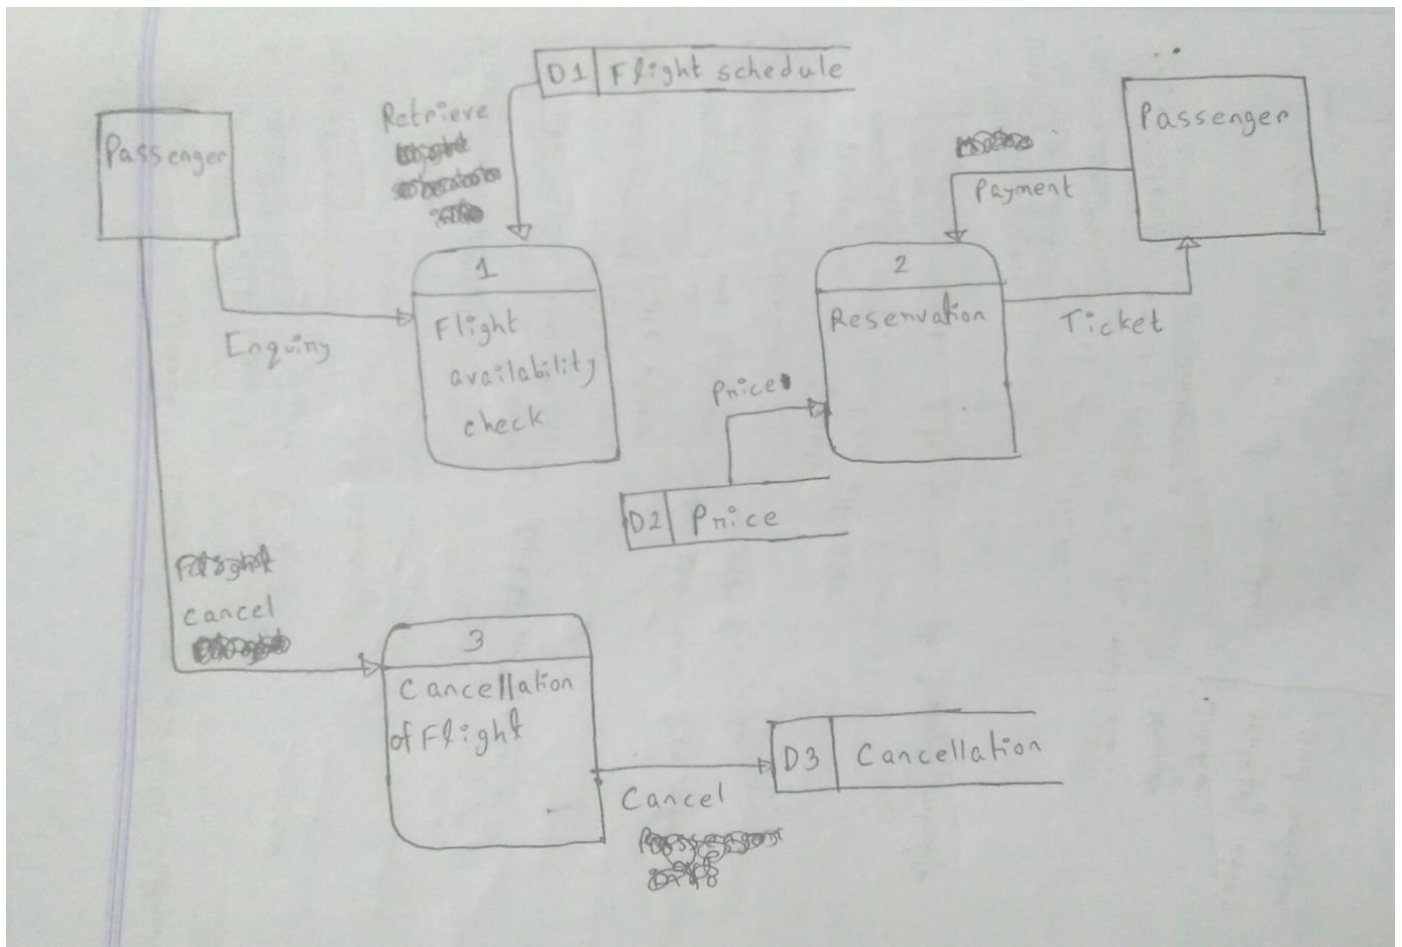 D1 Flight schedule
Retrieve
Passenger
Passenger
Payment
1
Flight
availability
check
Enquiry
2
Reservation
Ticket
Price
D2 Price
Cancel
3
Cancellation
of Flight
D3 Cancellation
Cancel